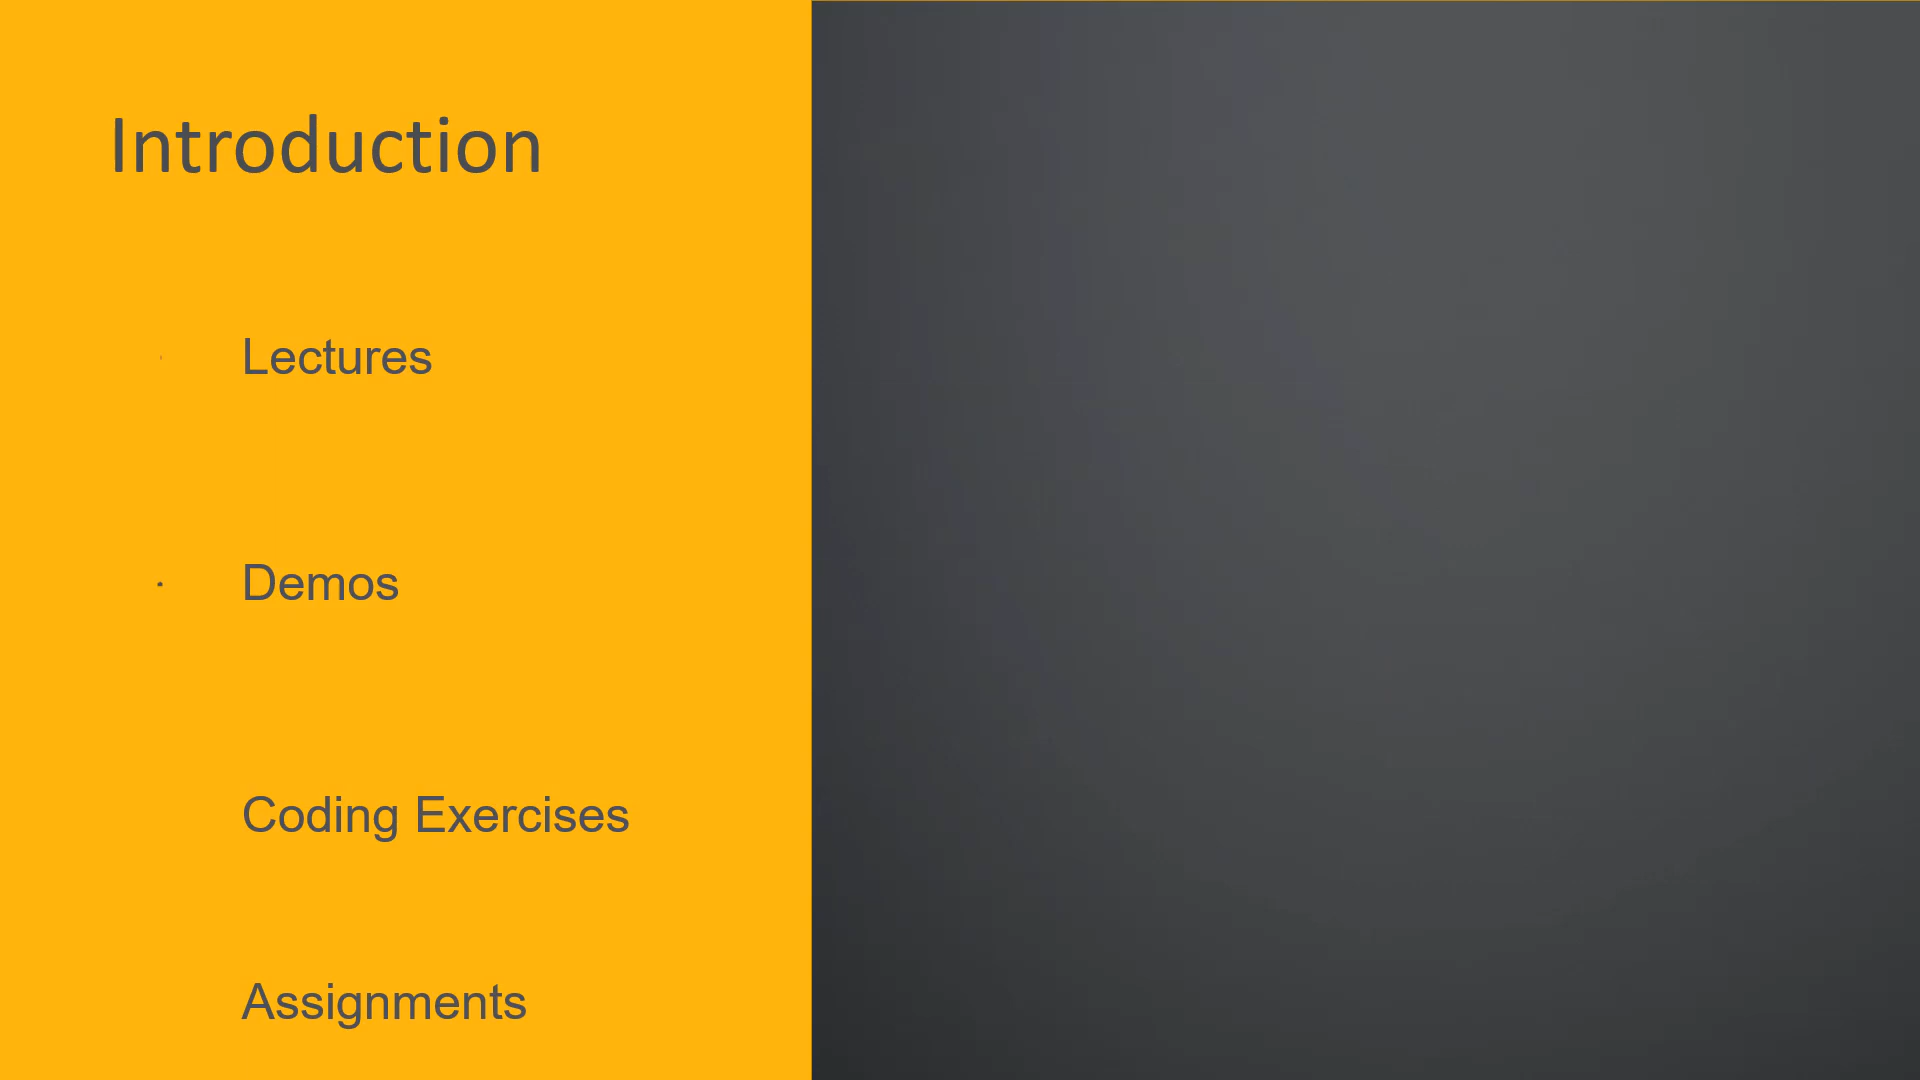 Introduction
Lectures
Demos
Coding Exercises
Assignments